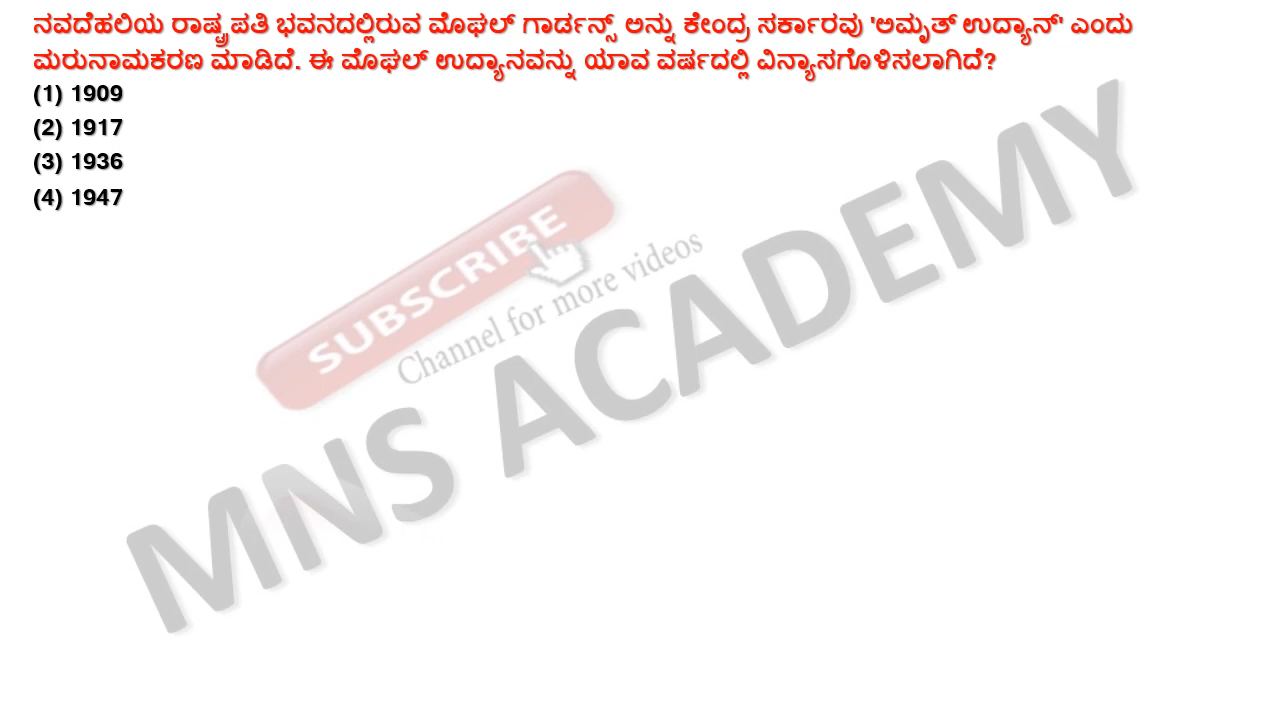 ನವದೆಹಲಿಯ ರಾಷ್ಟ್ರಪತಿ ಭವನದಲ್ಲಿರುವ ಮೊಘಲ್ ಗಾರ್ಡನ್ಸ್ ಅನ್ನು ಕೇಂದ್ರ ಸರ್ಕಾರವು 'ಅಮೃತ್ ಉದ್ಯಾನ್' ಎಂದು
ಮರುನಾಮಕರಣ ಮಾಡಿದೆ. ಈ ಮೊಘಲ್ ಉದ್ಯಾನವನ್ನು ಯಾವ ವರ್ಷದಲ್ಲಿ ವಿನ್ಯಾಸಗೊಳಿಸಲಾಗಿದೆ?
(1) 1909
(2) 1917
(3) 1936
(4) 1947
SUBSCRIBE
Channel for more videos
MNS ACADEMY